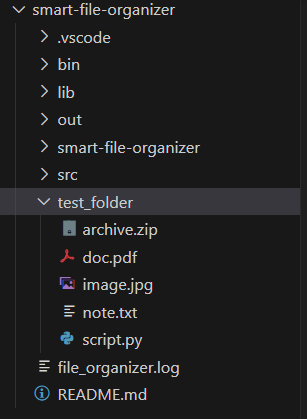 smart-file-organizer
.vscode
bin
lib
out
smart-file-organizer
src
test_folder
archive.zip
doc.pdf
image.jpg
note.txt
script.py
file_organizer.log
README.md